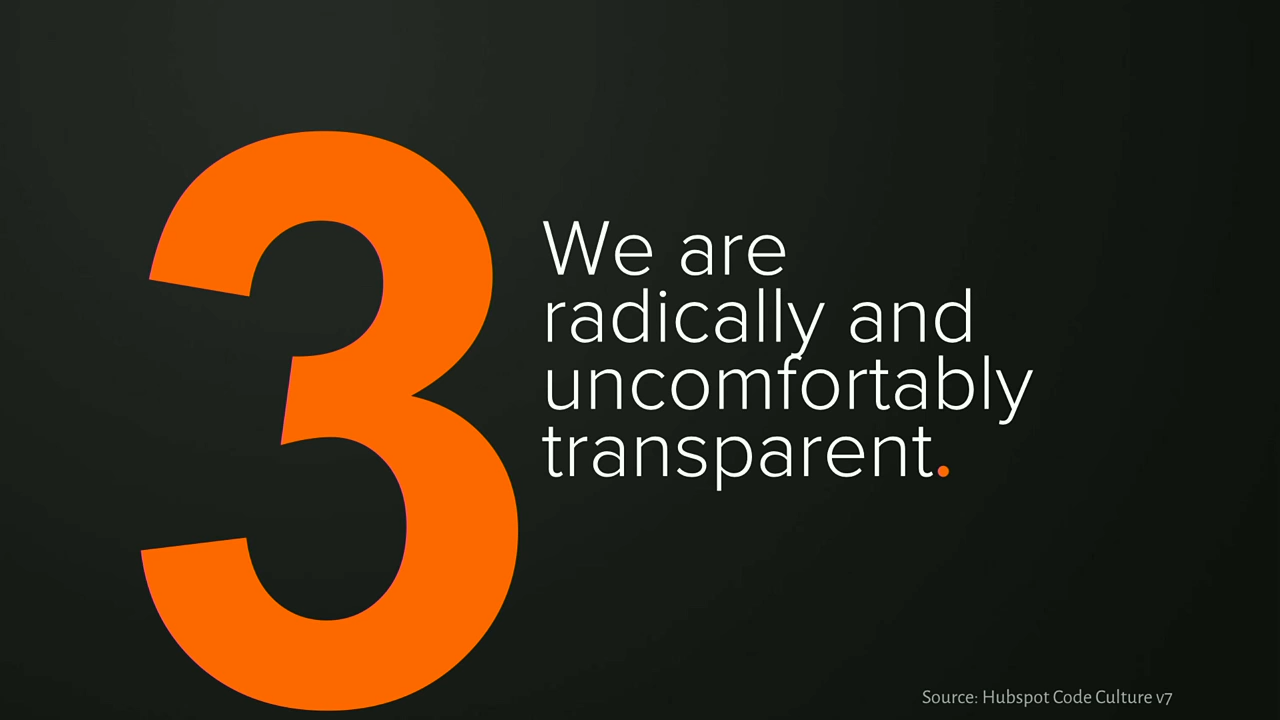 3
We are
radically and
uncomfortably
transparent.
Source: Hubspot Code Culture v7